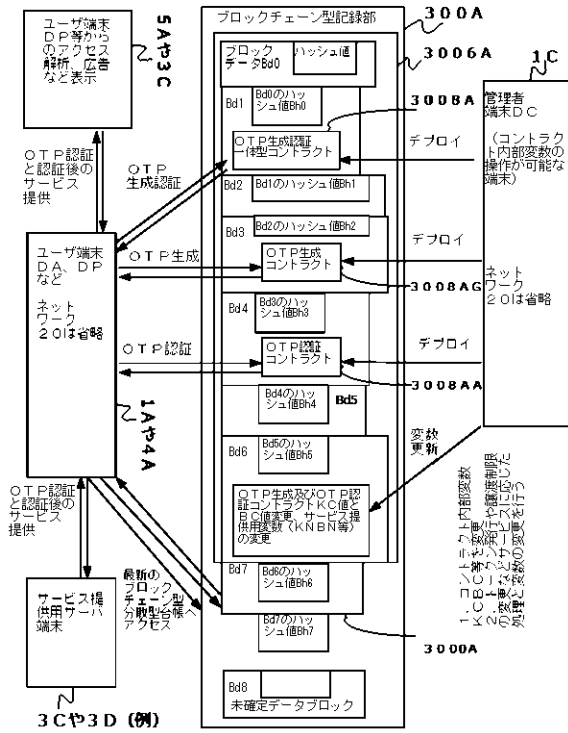 5Aや3C
ユーザ端末
DP等から
のアクセス
解析、広告
など表示
ＯＴＰ認証
と認証後の
サービス
提供
ＯＴＰ
生成認証
ユーザ端末
DA、DP
など
ネット
ワーク
２０は省略
ＯＴＰ生成
ＯＴＰ認証
1Aや4A
ＯＴＰ認証
と認証後の
サービス
提供
サービス提
供用サーバ
端末
3Cや3D (例)
最新の
ブロック
チェーン型
分散型台帳へ
アクセス
ブロックチェーン型記録部
ブロック
データBd0
ハッシュ値
Bd1
Bd0のハッ
シュ値Bh0
ＯＴＰ生成認証
一体型コントラクト
Bd2
Bd1のハッ
シュ値Bh1
Bd3
Bd2のハッ
シュ値Bh2
ＯＴＰ生成
コントラクト
Bd4
Bd3のハッ
シュ値Bh3
ＯＴＰ認証
コントラクト
Bd4のハッ
シュ値Bh4
Bd5
Bd6
Bd5のハッ
シュ値Bh5
ＯＴＰ生成及びＯＴＰ認
証コントラクトＫＣ値と
ＢＣ値変更、サービス提
供用変数（ＫＮＢＮ等）
の変更
Bd7
Bd6のハッ
シュ値Bh6
Bd7のハッ
シュ値Bh7
Bd8
未確定データブロック
300A
3006A
3008A
デプロイ
デプロイ
3008AG
デプロイ
3008AA
変数
更新
3000A
1C
管理者
端末ＤＣ
（コントラク
ト内部変数の
操作が可能な
端末）
ネット
ワーク
２０は省略
１．コントラクト内部変数